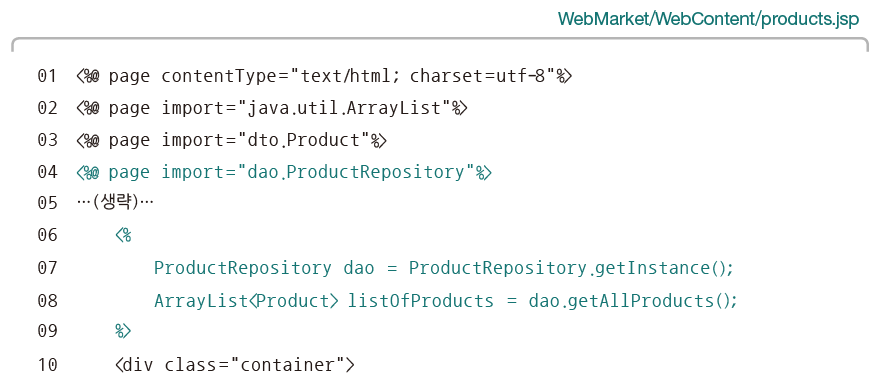 WebMarket/WebContent/products.jsp
01 <%@ page contentType="text/html; charset=utf-8"%>
02 <%@ page import="java.util.ArrayList"%>
03 <%@ page import="dto.Product"%>
04 <%@ page import="dao.ProductRepository"%>
05 …(생략)…
06 <%
07 ProductRepository dao = ProductRepository.getInstance();
08 ArrayList<Product> listOfProducts = dao.getAllProducts();
09 %>
10 <div class="container">